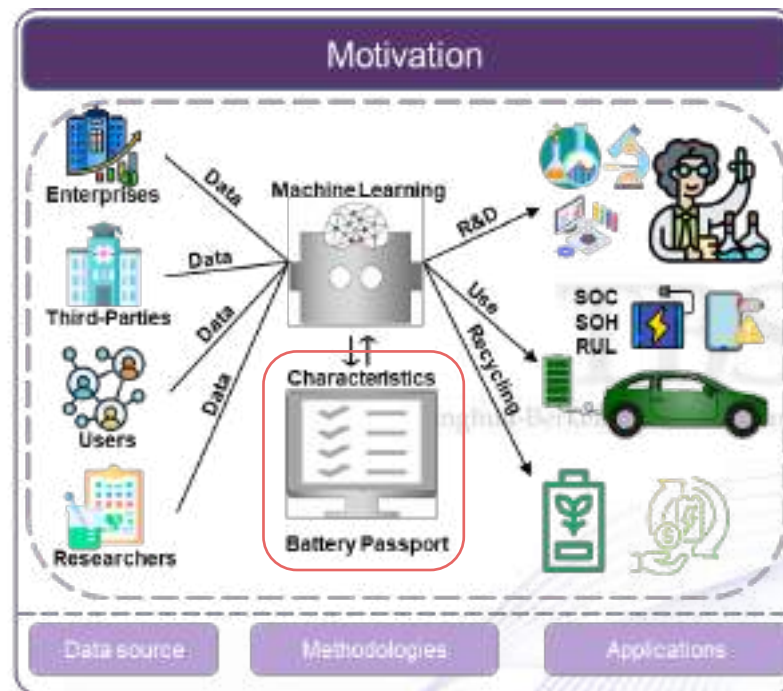 Motivation
Enterprises
Third-Parties
Users
Researchers
Data
Data
Data
Data
Machine Learning
Characteristics
Battery Passport
R&D
Use
Recycling
SOC
SOH
RUL
Data source
Methodologies
Applications